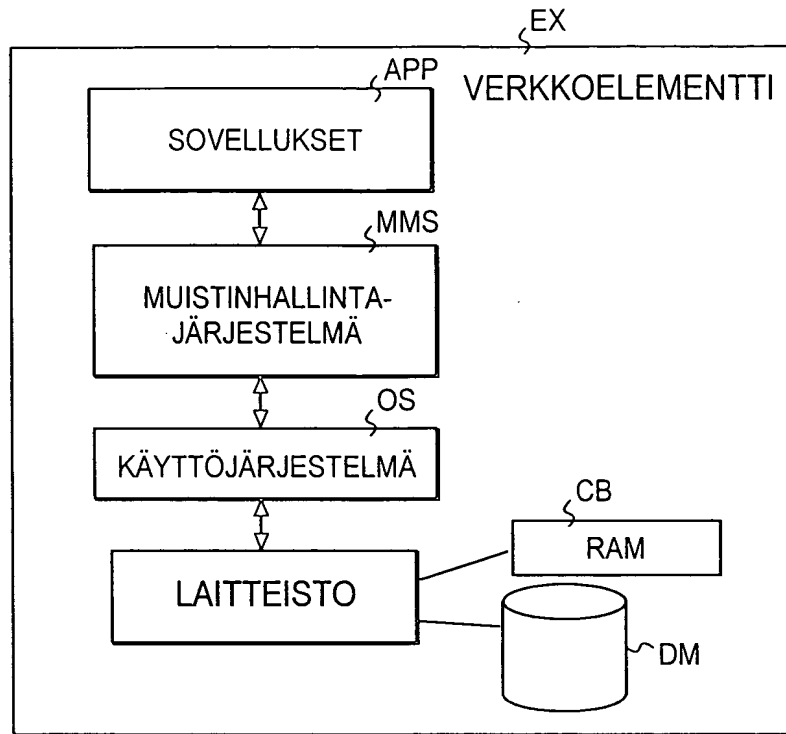 EX
APP
VERKKOELEMENTTI
SOVELLUKSET
MMS
MUISTINHALLINTA-
JÄRJESTELMÄ
OS
KÄYTTÖJÄRJESTELMÄ
CB
RAM
LAITTEISTO
DM